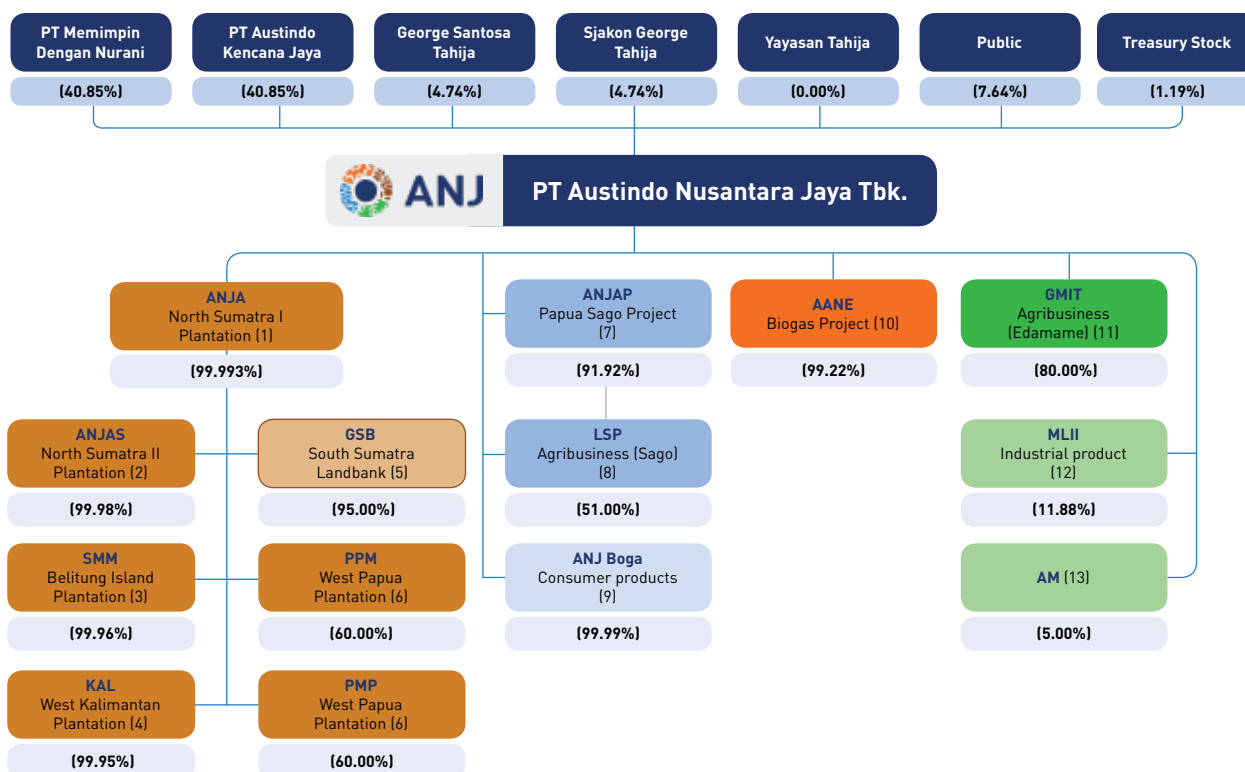 PT Memimpin
Dengan Nurani
(40.85%)
PT Austindo
Kencana Jaya
(40.85%)
George Santosa
Tahija
(4.74%)
Sjakon George
Tahija
(4.74%)
Yayasan Tahija
(0.00%)
Public
(7.64%)
Treasury Stock
(1.19%)
ANJ
PT Austindo Nusantara Jaya Tbk.
ANJA
North Sumatra I
Plantation (1)
(99.993%)
ANJAP
Papua Sago Project
(7)
(91.92%)
AANE
Biogas Project (10)
(99.22%)
GMIT
Agribusiness
(Edamame) (11)
(80.00%)
ANJAS
North Sumatra II
Plantation (2)
(99.98%)
GSB
South Sumatra
Landbank (5)
(95.00%)
LSP
Agribusiness (Sago)
(8)
(51.00%)
MLII
Industrial product
(12)
(11.88%)
SMM
Belitung Island
Plantation (3)
(99.96%)
PPM
West Papua
Plantation (6)
(60.00%)
ANJ Boga
Consumer products
(9)
(99.99%)
AM (13)
(5.00%)
KAL
West Kalimantan
Plantation (4)
(99.95%)
PMP
West Papua
Plantation (6)
(60.00%)